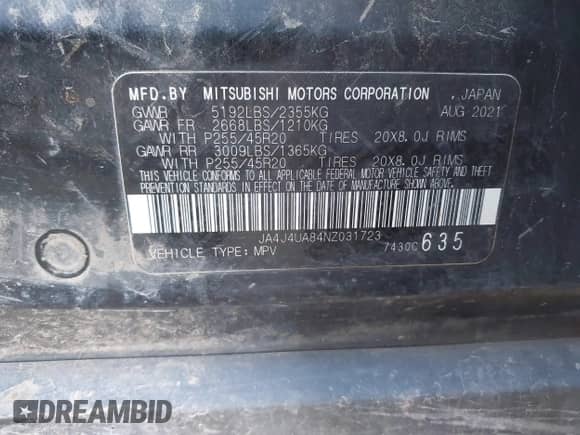 MFD. BY MITSUBISHI MOTORS CORPORATION , JAPAN
GVWR 5192LBS/2355KG AUG 2021
GAWR FR 2668LBS/1210KG
WITH P255/45R20 TIRES 20X8.0J RIMS
GAWR RR 3009LBS/1365KG
WITH P255/45R20 TIRES 20X8.0J RIMS
THIS VEHICLE CONFORMS TO ALL APPLICABLE FEDERAL MOTOR VEHICLE SAFETY AND THEFT
PREVENTION STANDARDS IN EFFECT ON THE DATE OF MANUFACTURE SHOWN ABOVE.
JA4J4UA84NZ031723
VEHICLE TYPE: MPV 7430C 635
DREAMBID